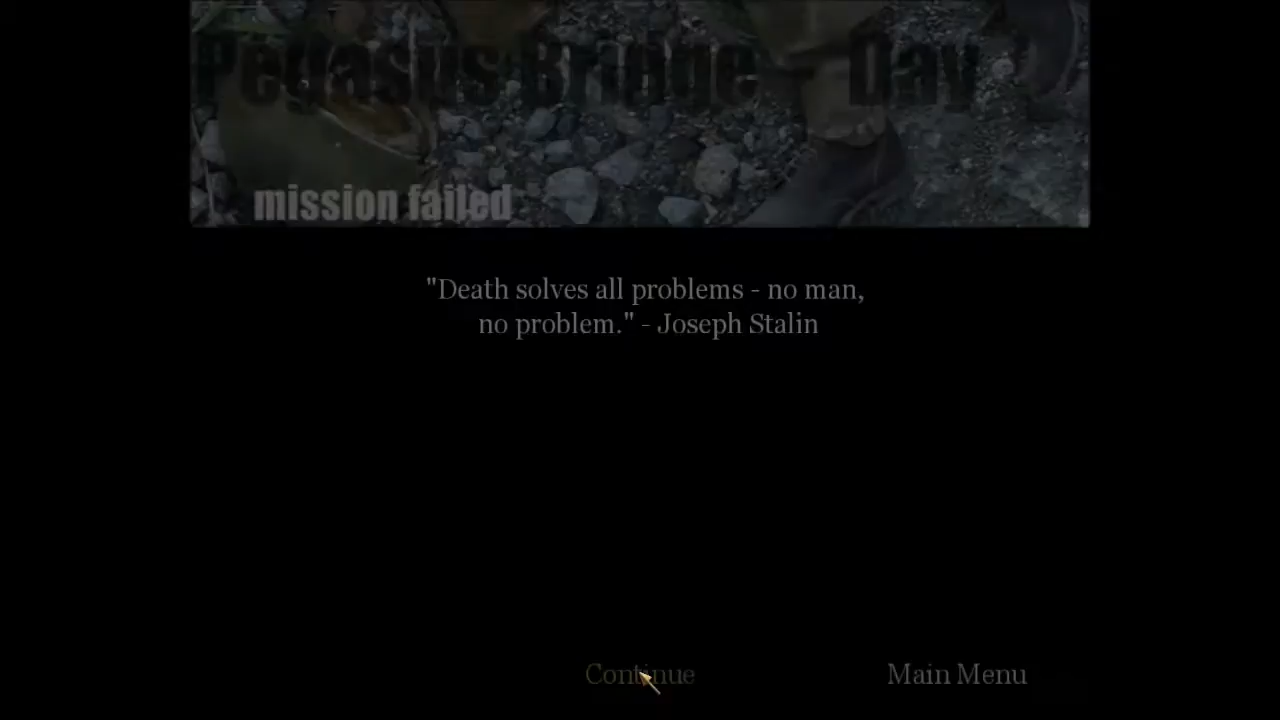 Pegasus Bridge - Day
mission failed
"Death solves all problems - no man,
no problem." - Joseph Stalin
Continue
Main Menu